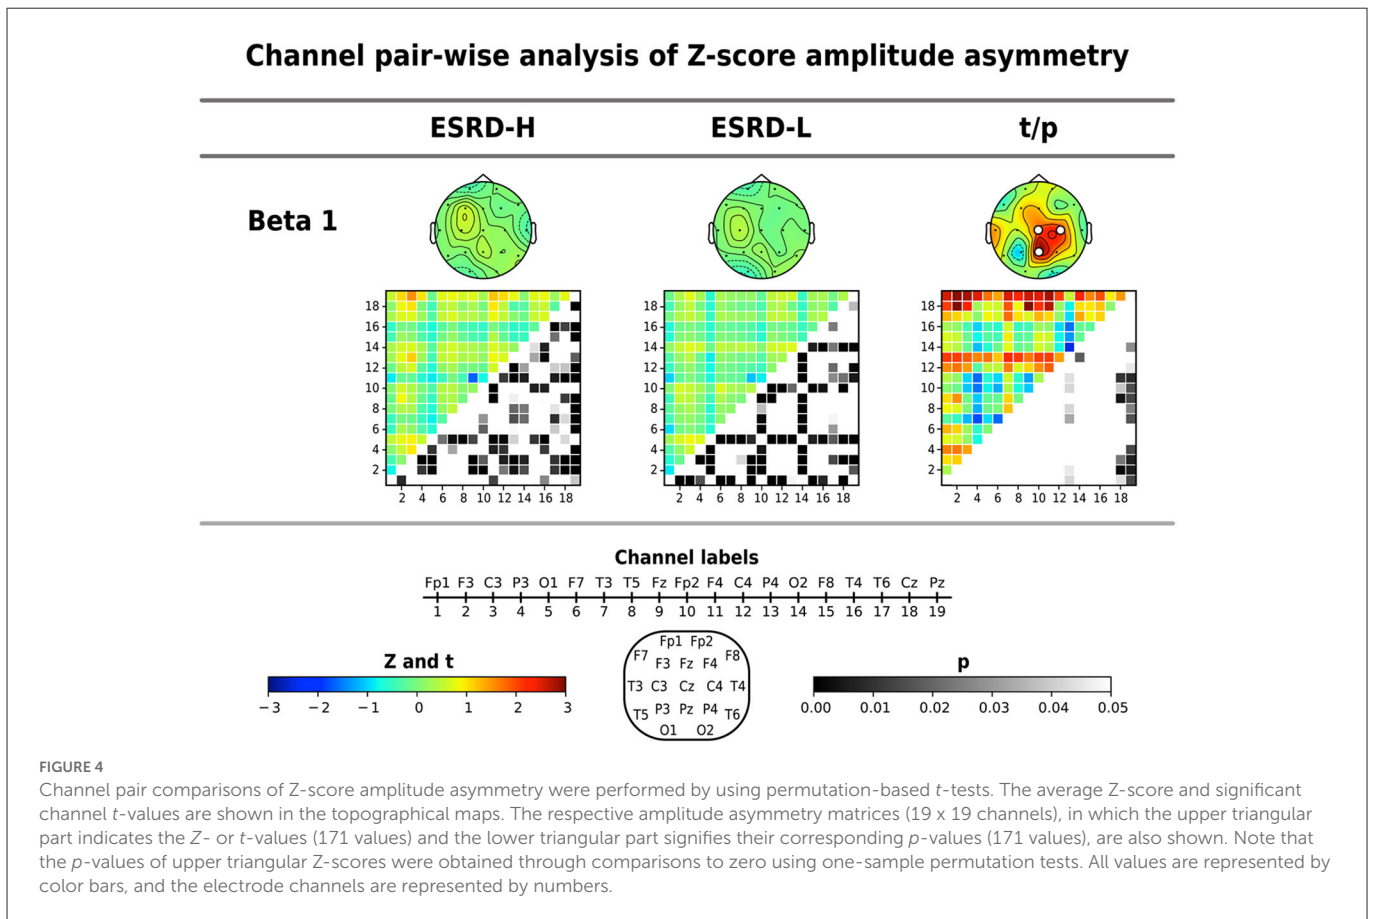 Channel pair-wise analysis of Z-score amplitude asymmetry
ESRD-H ESRD-L t/p
Beta 1
18 18 18
16 16 16
14 14 14
12 12 12
10 10 10
8 8 8
6 6 6
4 4 4
2 2 2
2 4 6 8 10 12 14 16 18 2 4 6 8 10 12 14 16 18 2 4 6 8 10 12 14 16 18
Channel labels
Fp1 F3 C3 P3 O1 F7 T3 T5 Fz Fp2 F4 C4 P4 O2 F8 T4 T6 Cz Pz
1 2 3 4 5 6 7 8 9 10 11 12 13 14 15 16 17 18 19
Z and t
−3 −2 −1 0 1 2 3
Fp1 Fp2
F7 F3 Fz F4 F8
T3 C3 Cz C4 T4
T5 P3 Pz P4 T6
O1 O2
p
0.00 0.01 0.02 0.03 0.04 0.05
FIGURE 4
Channel pair comparisons of Z-score amplitude asymmetry were performed by using permutation-based t-tests. The average Z-score and significant
channel t-values are shown in the topographical maps. The respective amplitude asymmetry matrices (19 x 19 channels), in which the upper triangular
part indicates the Z- or t-values (171 values) and the lower triangular part signifies their corresponding p-values (171 values), are also shown. Note that
the p-values of upper triangular Z-scores were obtained through comparisons to zero using one-sample permutation tests. All values are represented by
color bars, and the electrode channels are represented by numbers.